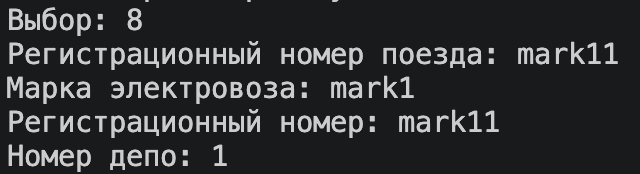 Выбор: 8
Регистрационный номер поезда: mark11
Марка электровоза: mark1
Регистрационный номер: mark11
Номер депо: 1